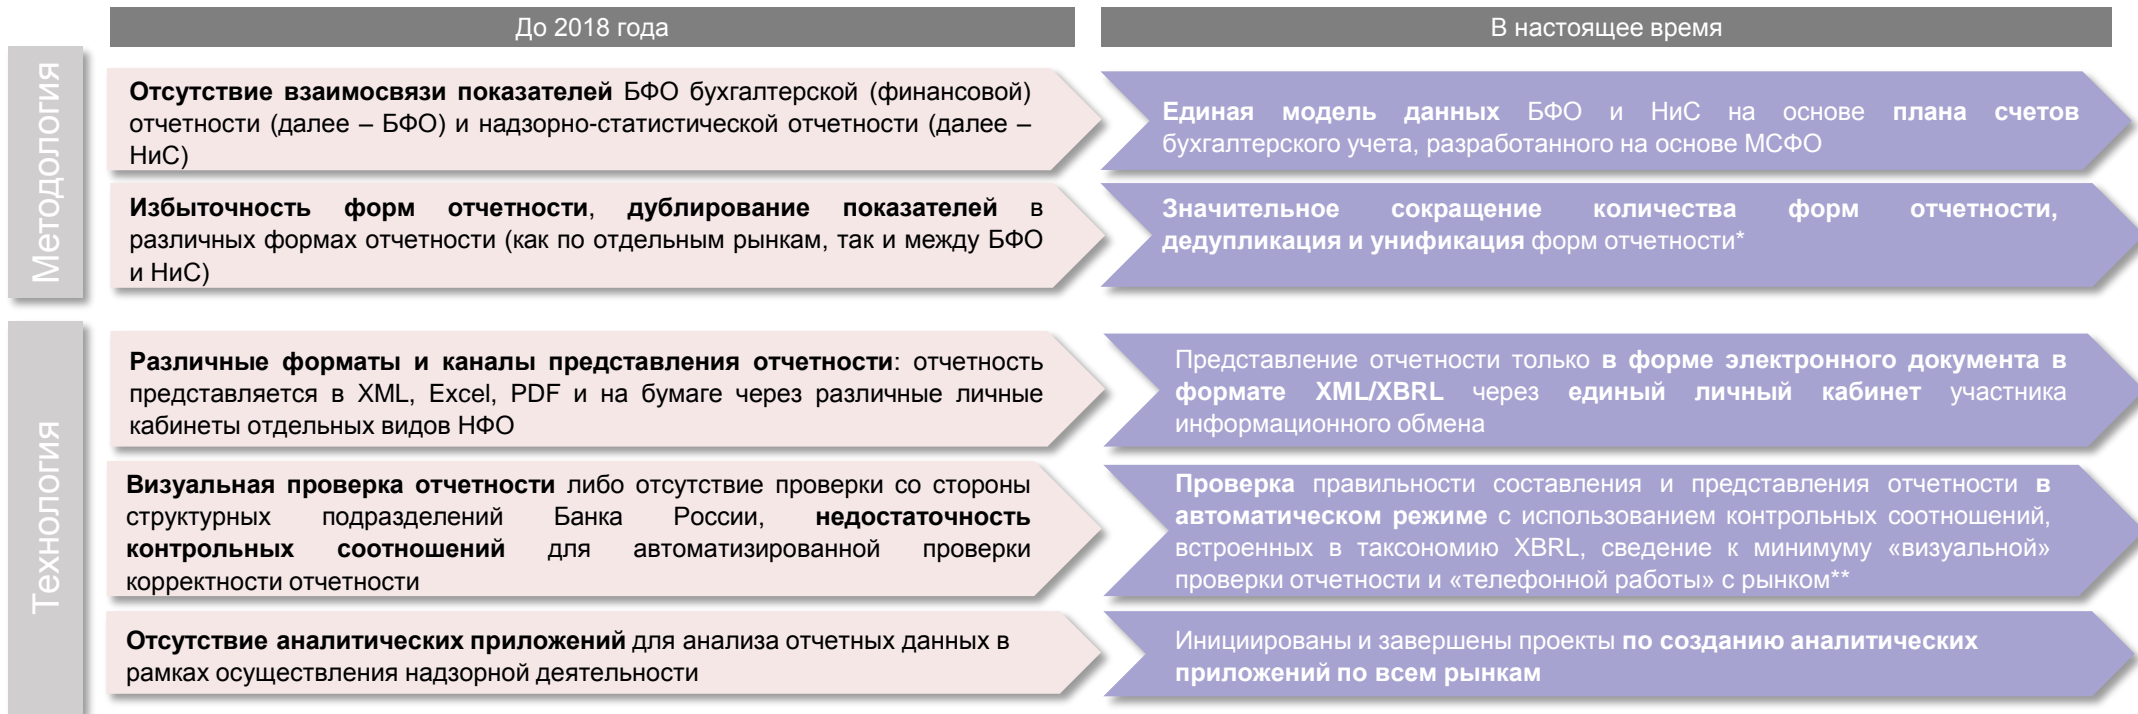 До 2018 года
В настоящее время
Методология
Отсутствие взаимосвязи показателей БФО бухгалтерской (финансовой)
отчетности (далее – БФО) и надзорно-статистической отчетности (далее –
НиС)
Единая модель данных БФО и НиС на основе плана счетов
бухгалтерского учета, разработанного на основе МСФО
Избыточность форм отчетности, дублирование показателей в
различных формах отчетности (как по отдельным рынкам, так и между БФО
и НиС)
Значительное сокращение количества форм отчетности,
дедупликация и унификация форм отчетности*
Технология
Различные форматы и каналы представления отчетности: отчетность
представляется в XML, Excel, PDF и на бумаге через различные личные
кабинеты отдельных видов НФО
Представление отчетности только в форме электронного документа в
формате XML/XBRL через единый личный кабинет участника
информационного обмена
Визуальная проверка отчетности либо отсутствие проверки со стороны
структурных подразделений Банка России, недостаточность
контрольных соотношений для автоматизированной проверки
корректности отчетности
Проверка правильности составления и представления отчетности в
автоматическом режиме с использованием контрольных соотношений,
встроенных в таксономию XBRL, сведение к минимуму «визуальной»
проверки отчетности и «телефонной работы» с рынком**
Отсутствие аналитических приложений для анализа отчетных данных в
рамках осуществления надзорной деятельности
Инициированы и завершены проекты по созданию аналитических
приложений по всем рынкам